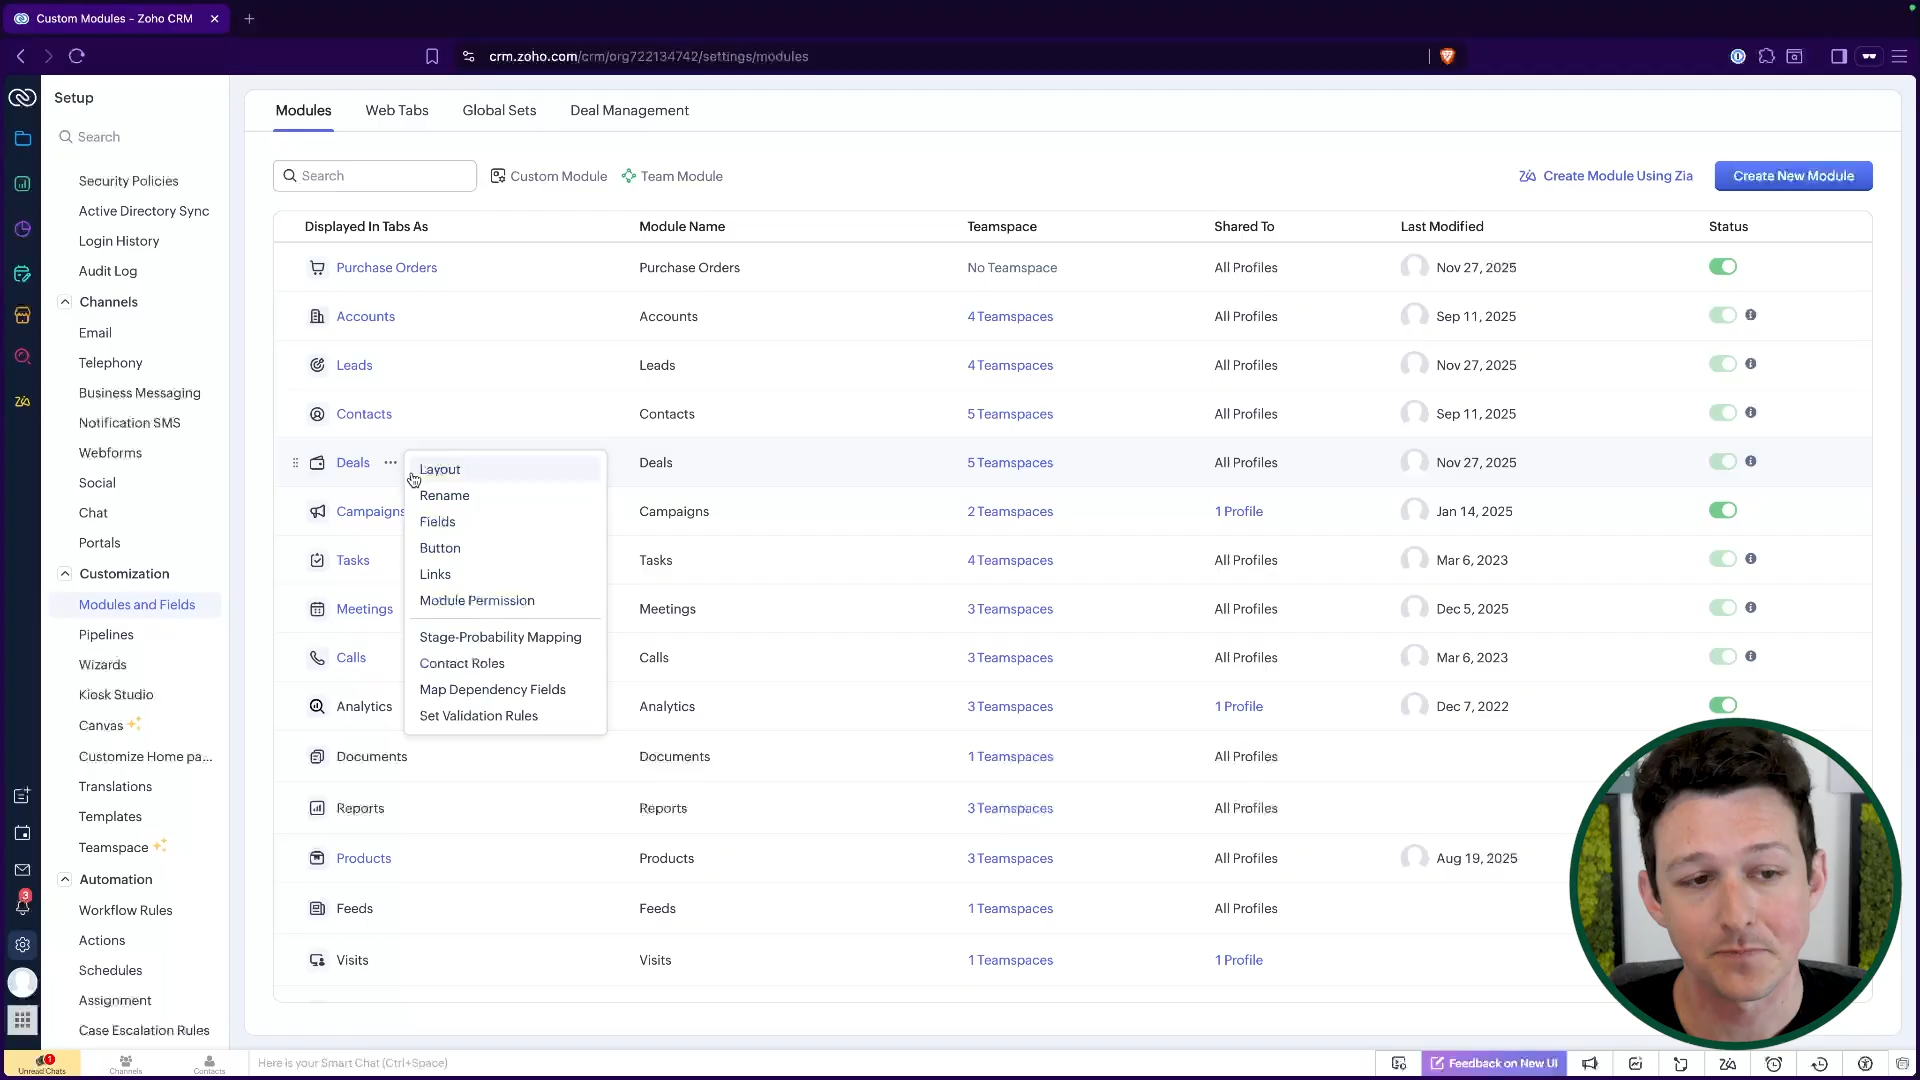 Custom Modules - Zoho CRM
crm.zoho.com/crm/org722134742/settings/modules
Setup
Search
Security Policies
Active Directory Sync
Login History
Audit Log
Channels
Email
Telephony
Business Messaging
Notification SMS
Webforms
Social
Chat
Portals
Customization
Modules and Fields
Pipelines
Wizards
Kiosk Studio
Canvas
Customize Home pa...
Translations
Templates
Teamspace
Automation
Workflow Rules
Actions
Schedules
Assignment
Case Escalation Rules
Modules Web Tabs Global Sets Deal Management
Search Custom Module Team Module Create Module Using Zia Create New Module
Displayed In Tabs As Module Name Teamspace Shared To Last Modified Status
Purchase Orders Purchase Orders No Teamspace All Profiles Nov 27, 2025
Accounts Accounts 4 Teamspaces All Profiles Sep 11, 2025
Leads Leads 4 Teamspaces All Profiles Nov 27, 2025
Contacts Contacts 5 Teamspaces All Profiles Sep 11, 2025
Deals ... Deals 5 Teamspaces All Profiles Nov 27, 2025
Campaigns Campaigns 2 Teamspaces 1 Profile Jan 14, 2025
Tasks Tasks 4 Teamspaces All Profiles Mar 6, 2023
Meetings Meetings 3 Teamspaces All Profiles Dec 5, 2025
Calls Calls 3 Teamspaces All Profiles Mar 6, 2023
Analytics Analytics 3 Teamspaces 1 Profile Dec 7, 2022
Documents Documents 1 Teamspaces All Profiles
Reports Reports 3 Teamspaces All Profiles
Products Products 3 Teamspaces All Profiles Aug 19, 2025
Feeds Feeds 1 Teamspaces All Profiles
Visits Visits 1 Teamspaces 1 Profile
Layout
Rename
Fields
Button
Links
Module Permission
Stage-Probability Mapping
Contact Roles
Map Dependency Fields
Set Validation Rules
3
1
Unread Chats Channels Contacts Here is your Smart Chat (Ctrl+Space) Feedback on New UI